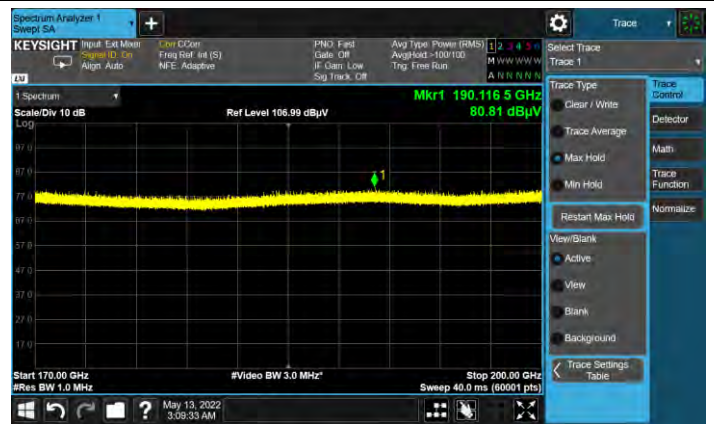 Spectrum Analyzer 1
Swept SA
+
Trace
KEYSIGHT
Input: Ext Mixer
Signal ID: On
Align: Auto
Corr CCorr
Freq Ref: Int (S)
NFE: Adaptive
PNO: Fast
Gate: Off
IF Gain: Low
Sig Track: Off
Avg Type: Power (RMS)
Avg|Hold:>100/100
Trig: Free Run
1 2 3 4 5 6
M W W W W W
A N N N N N
LU
Select Trace
Trace 1
1 Spectrum
Mkr1 190.116 5 GHz
Scale/Div 10 dB
Ref Level 106.99 dBµV
80.81 dBµV
Log
97.0
87.0
77.0
67.0
57.0
47.0
37.0
27.0
17.0
1
Start 170.00 GHz
#Video BW 3.0 MHz*
Stop 200.00 GHz
#Res BW 1.0 MHz
Sweep 40.0 ms (60001 pts)
Trace Type
Clear / Write
Trace Average
Max Hold
Min Hold
Restart Max Hold
View/Blank
Active
View
Blank
Background
Trace Settings
Table
Trace
Control
Detector
Math
Trace
Function
Normalize
?
May 13, 2022
3:09:33 AM